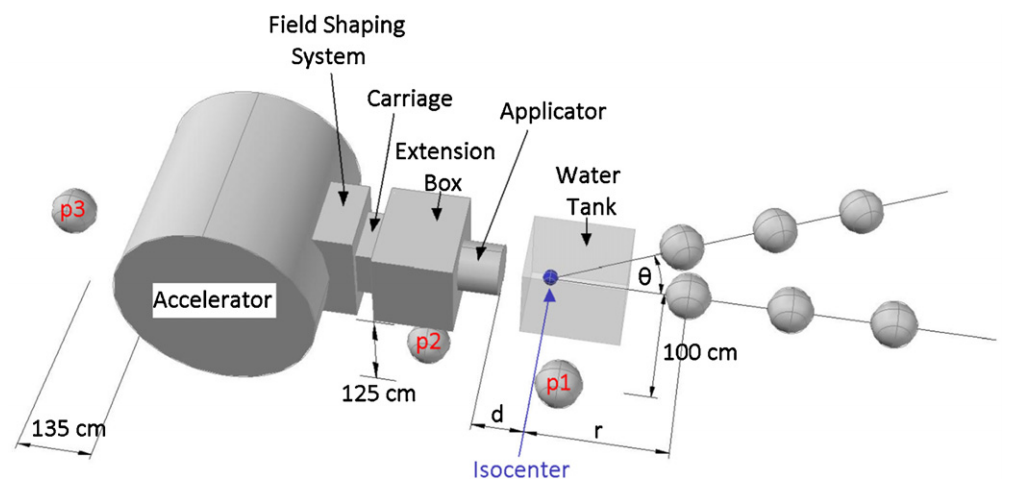 Field Shaping
System
Carriage
Applicator
Extension
Box
Water
Tank
p3
θ
Accelerator
p2
100 cm
125 cm
p1
135 cm
d
r
Isocenter